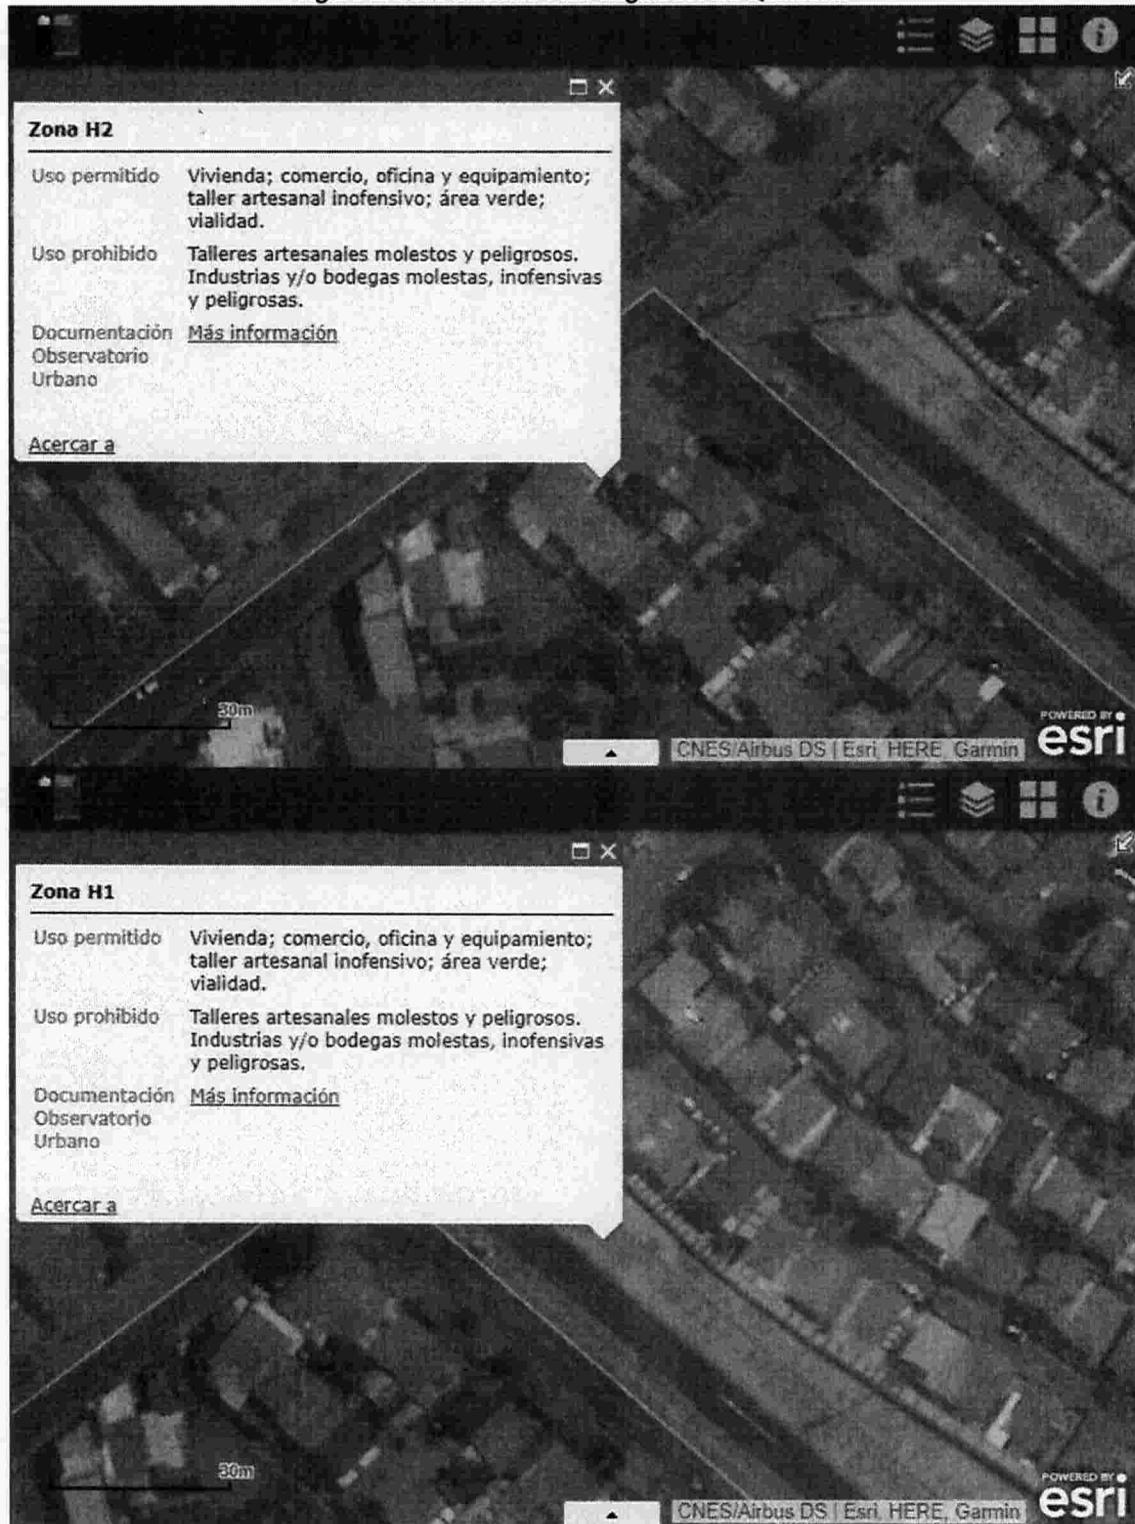 Zona H2
Uso permitido Vivienda; comercio, oficina y equipamiento;
taller artesanal inofensivo; área verde;
vialidad.
Uso prohibido Talleres artesanales molestos y peligrosos.
Industrias y/o bodegas molestas, inofensivas
y peligrosas.
Documentación Más información
Observatorio
Urbano
Acercar a
30m
POWERED BY
esri
CNES/Airbus DS | Esri, HERE, Garmin
Zona H1
Uso permitido Vivienda; comercio, oficina y equipamiento;
taller artesanal inofensivo; área verde;
vialidad.
Uso prohibido Talleres artesanales molestos y peligrosos.
Industrias y/o bodegas molestas, inofensivas
y peligrosas.
Documentación Más información
Observatorio
Urbano
Acercar a
30m
POWERED BY
esri
CNES/Airbus DS | Esri, HERE, Garmin